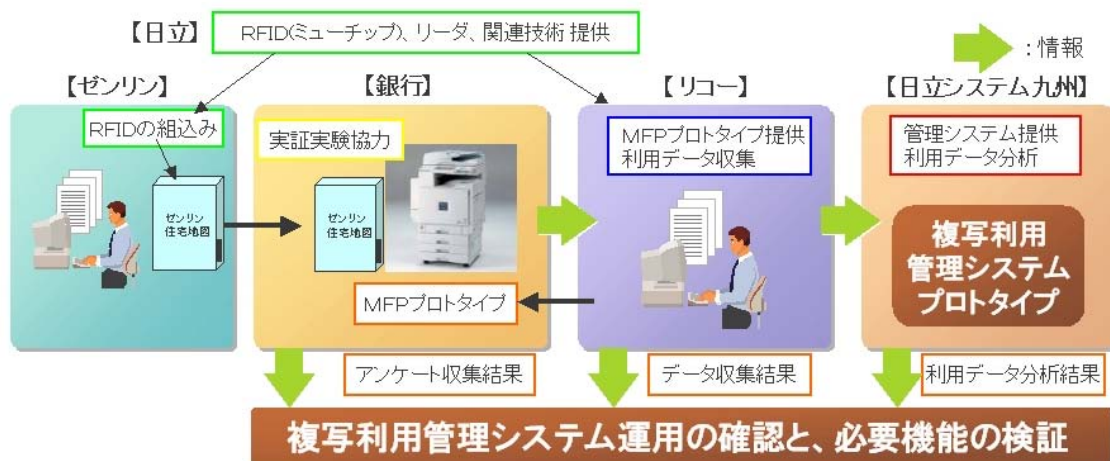 【日立】
RFID(ミューチップ)、リーダ、関連技術 提供
:情報
【ゼンリン】
【銀行】
【リコー】
【日立システム九州】
RFIDの組込み
実証実験協力
MFPプロトタイプ提供
利用データ収集
管理システム提供
利用データ分析
ゼンリン
住宅地図
ゼンリン
住宅地図
複写利用
管理システム
プロトタイプ
MFPプロトタイプ
アンケート収集結果
データ収集結果
利用データ分析結果
複写利用管理システム運用の確認と、必要機能の検証